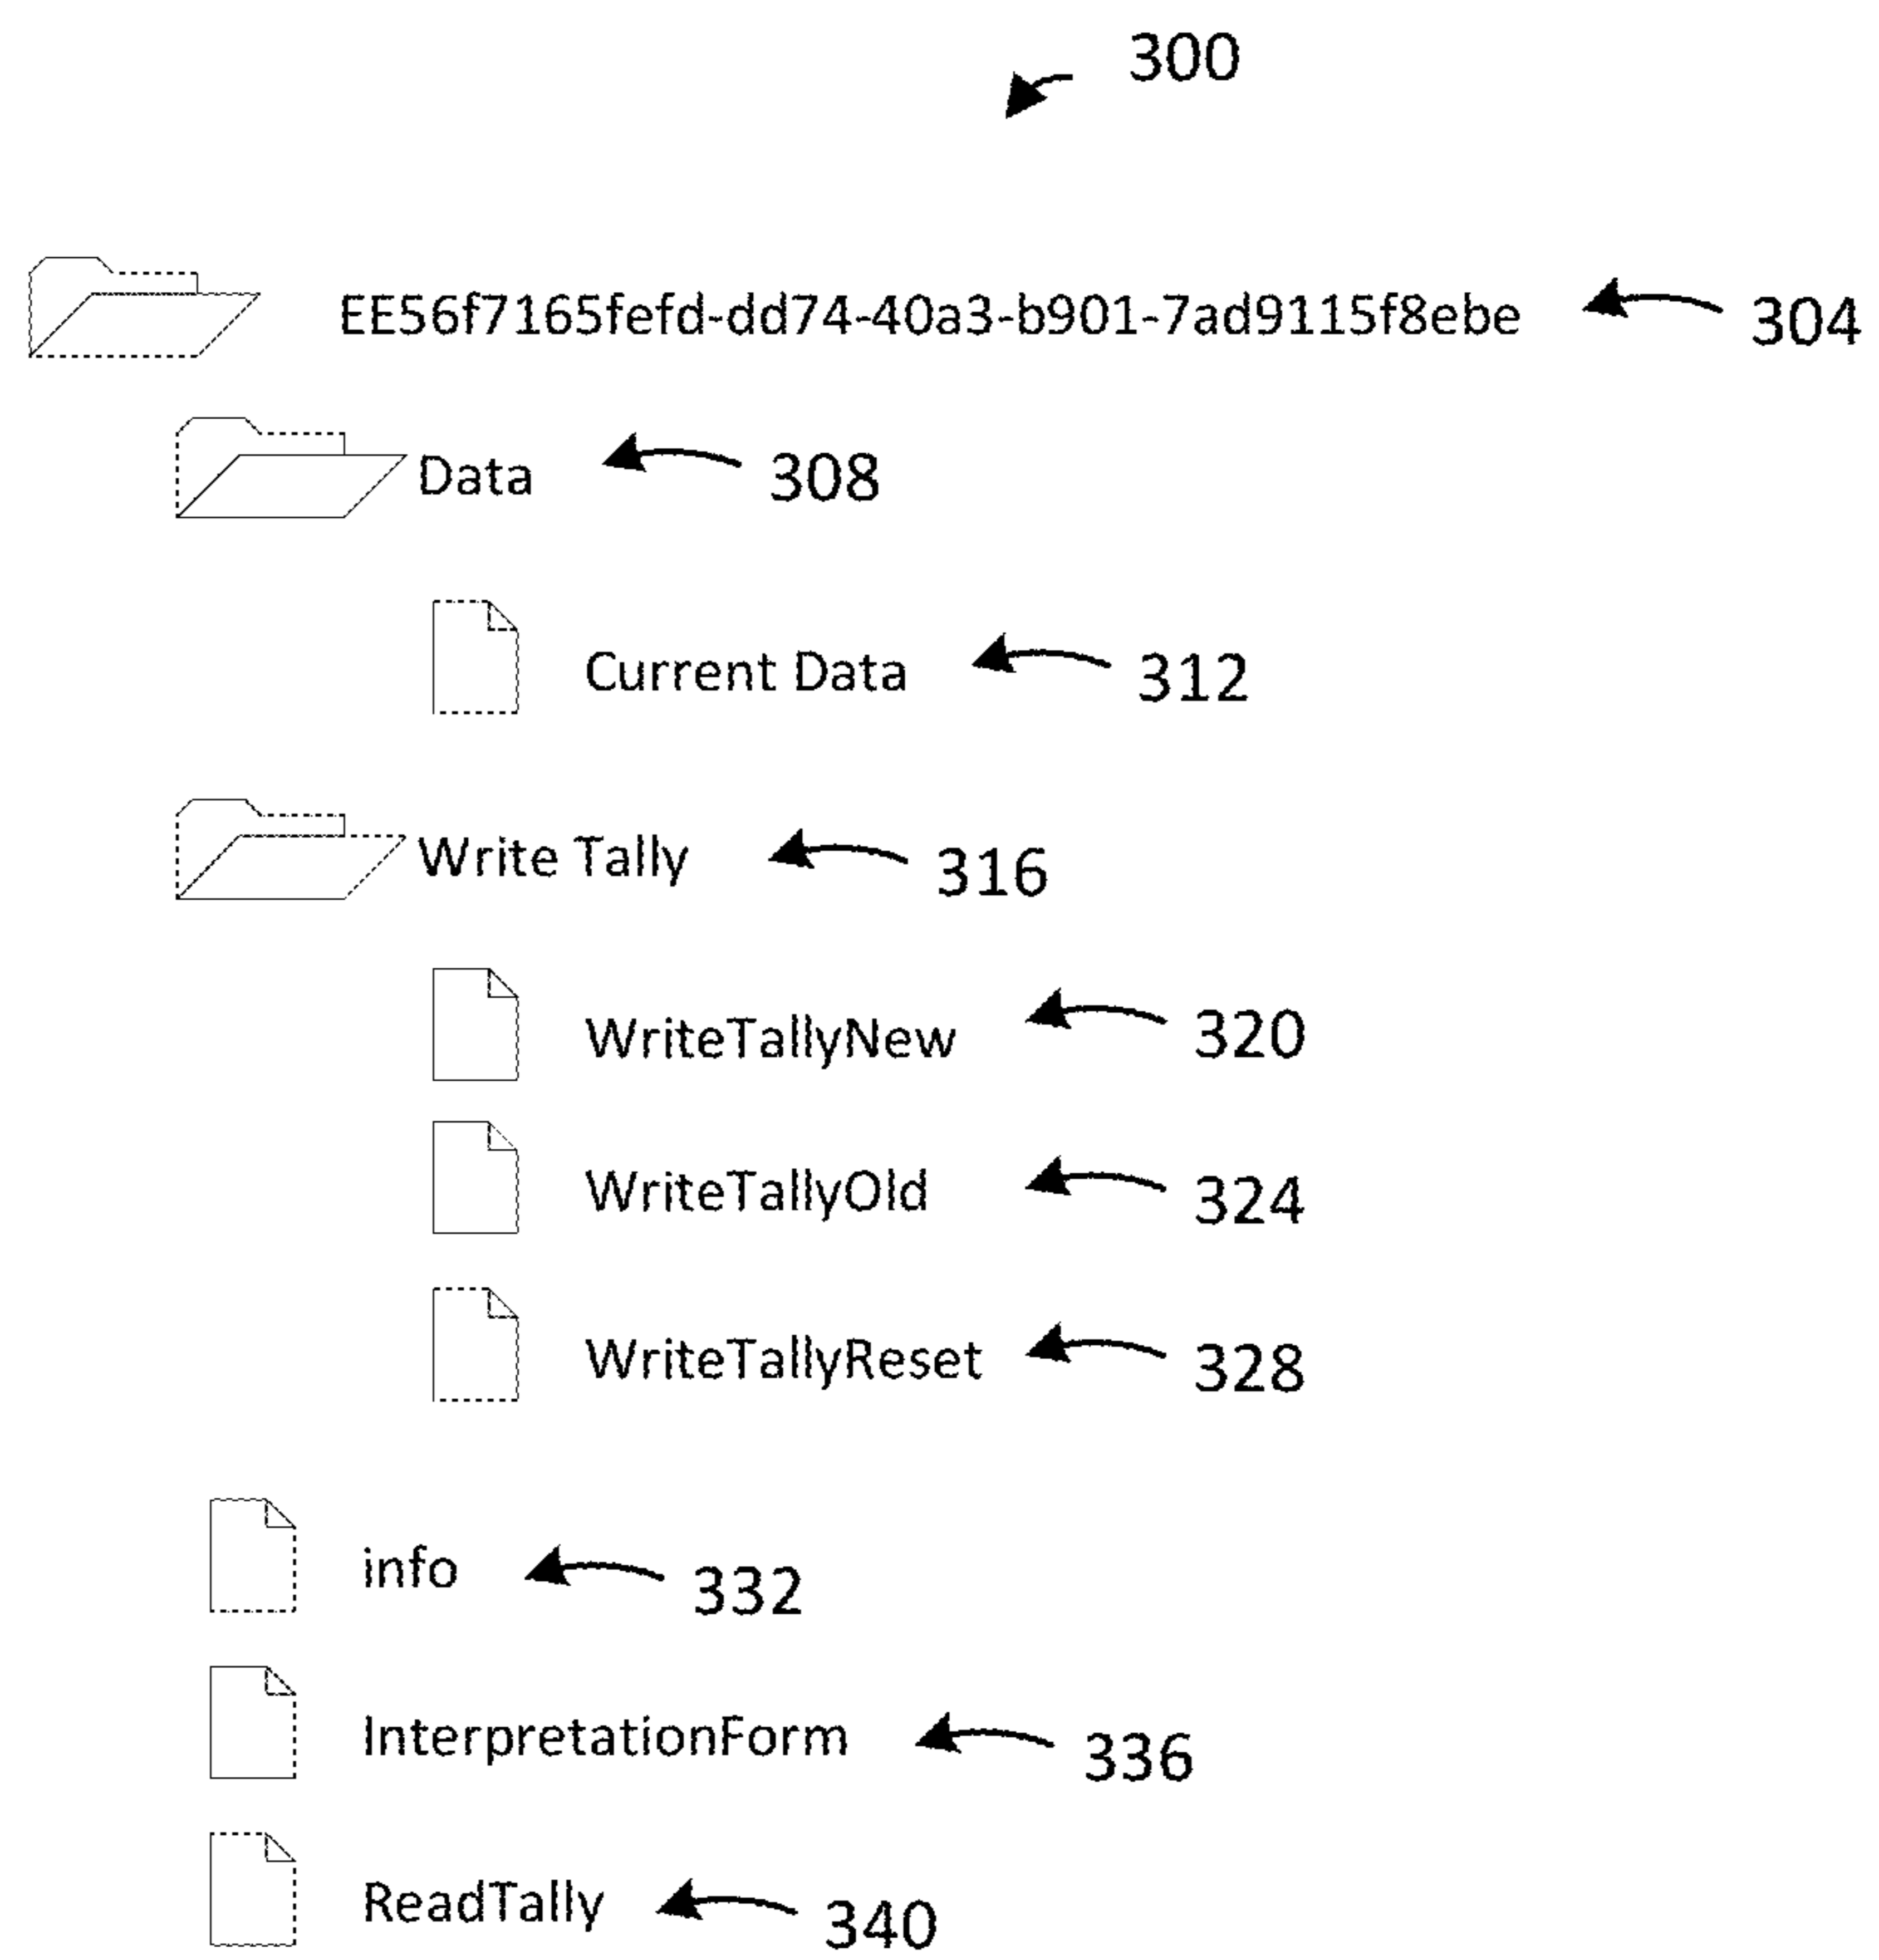 300
EE56f7165fefd-dd74-40a3-b901-7ad9115f8ebe 304
Data 308
Current Data 312
Write Tally 316
WriteTallyNew 320
WriteTallyOld 324
WriteTallyReset 328
info 332
InterpretationForm 336
ReadTally 340